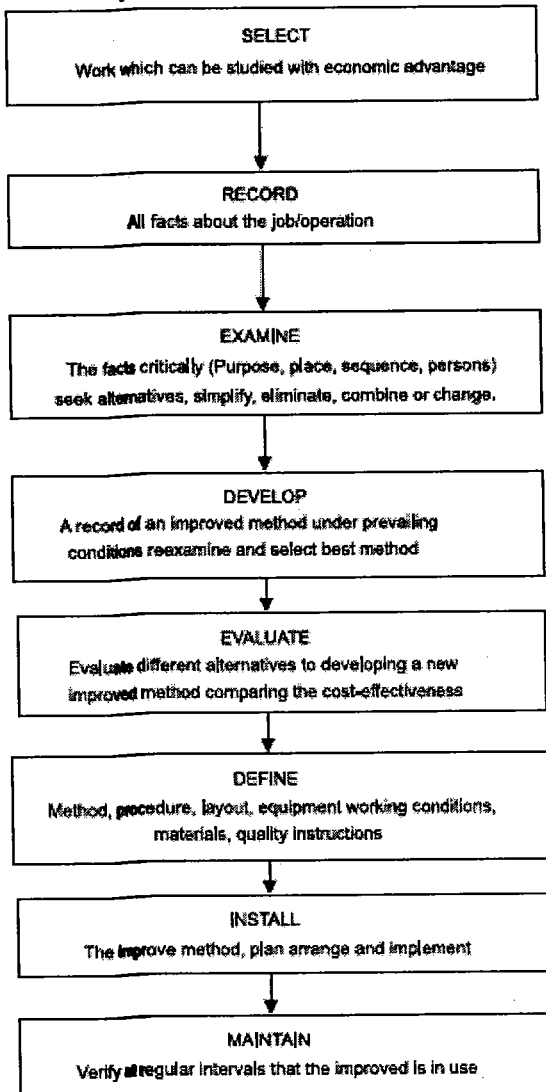 SELECT
Work which can be studied with economic advantage
RECORD
All facts about the job/operation
EXAMINE
The facts critically (Purpose, place, sequence, persons)
seek alternatives, simplify, eliminate, combine or change.
DEVELOP
A record of an improved method under prevailing
conditions reexamine and select best method
EVALUATE
Evaluate different alternatives to developing a new
improved method comparing the cost-effectiveness
DEFINE
Method, procedure, layout, equipment working conditions,
materials, quality instructions
INSTALL
The improve method, plan arrange and implement
MAINTAIN
Verify at regular intervals that the improved is in use